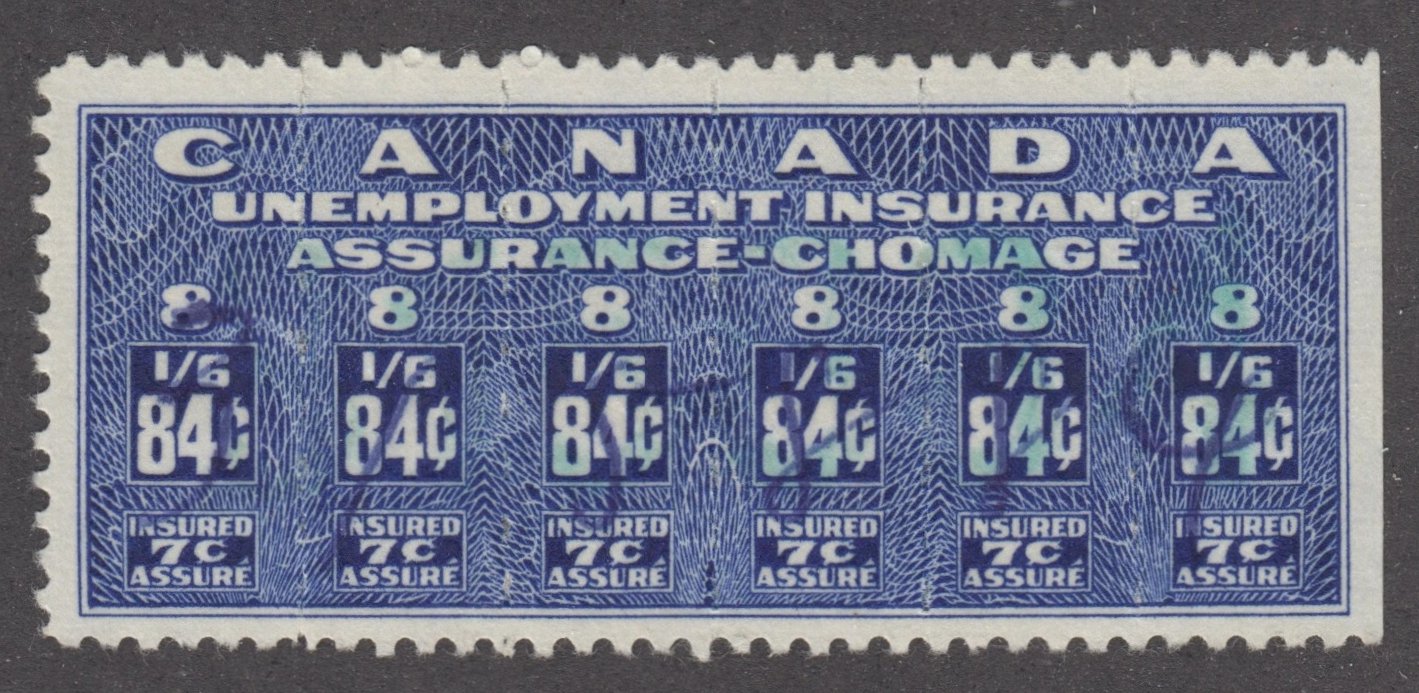 CANADA
UNEMPLOYMENT INSURANCE
ASSURANCE-CHOMAGE
8 8 8 8 8 8
1/6 1/6 1/6 1/6 1/6 1/6
84¢ 84¢ 84¢ 84¢ 84¢ 84¢
INSURED INSURED INSURED INSURED INSURED INSURED
7¢ 7¢ 7¢ 7¢ 7¢ 7¢
ASSURÉ ASSURÉ ASSURÉ ASSURÉ ASSURÉ ASSURÉ